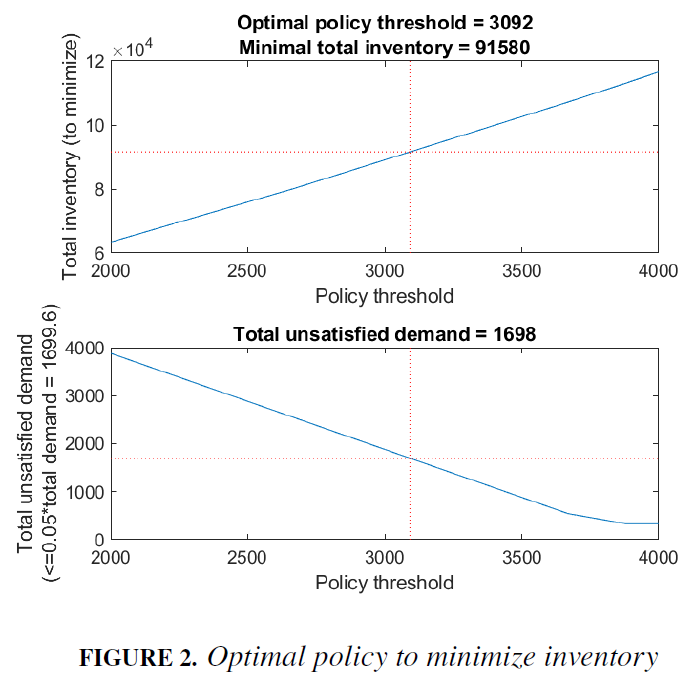 Optimal policy threshold = 3092
Minimal total inventory = 91580
×10⁴
12
10
8
6
Total inventory (to minimize)
2000 2500 3000 3500 4000
Policy threshold
Total unsatisfied demand = 1698
4000
3000
2000
1000
0
Total unsatisfied demand
(<=0.05*total demand = 1699.6)
2000 2500 3000 3500 4000
Policy threshold
FIGURE 2. Optimal policy to minimize inventory